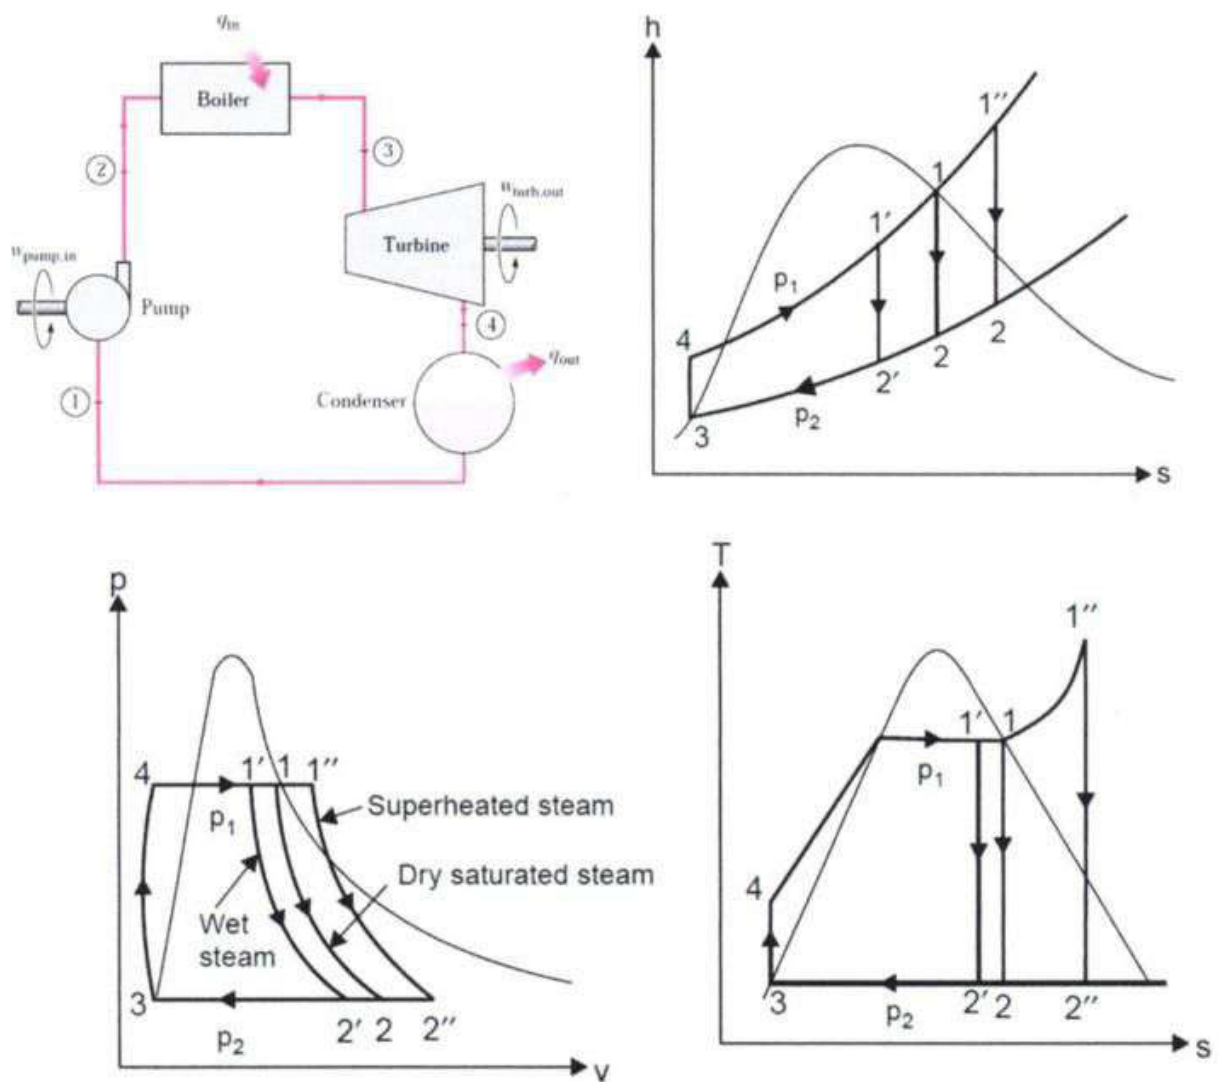 q_in
Boiler
②
③
w_turb,out
Turbine
w_pump,in
Pump
④
q_out
Condenser
①
h
1''
1
1'
p₁
4
2
2
2'
p₂
3
s
p
4
1' 1 1''
Superheated steam
p₁
Dry saturated steam
Wet
steam
3
p₂
2' 2 2''
v
T
1''
1' 1
p₁
4
3
p₂
2' 2 2''
s